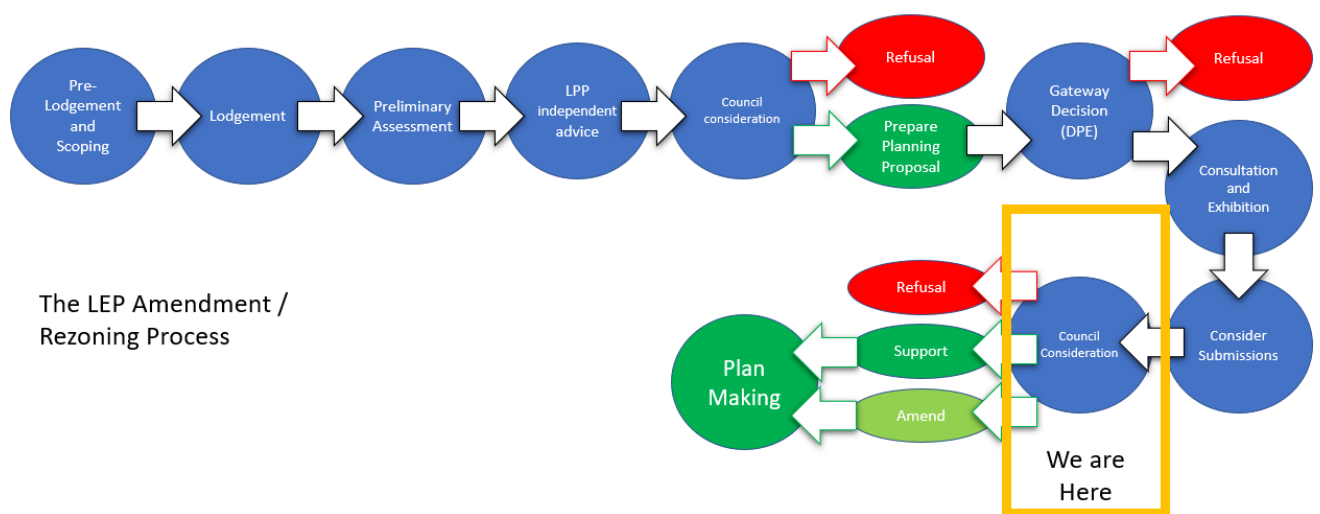 Pre-
Lodgement
and
Scoping
Lodgement
Preliminary
Assessment
LPP
independent
advice
Council
consideration
Refusal
Prepare
Planning
Proposal
Gateway
Decision
(DPE)
Refusal
Consultation
and
Exhibition
Consider
Submissions
Council
Consideration
We are
Here
Refusal
Support
Amend
Plan
Making
The LEP Amendment /
Rezoning Process